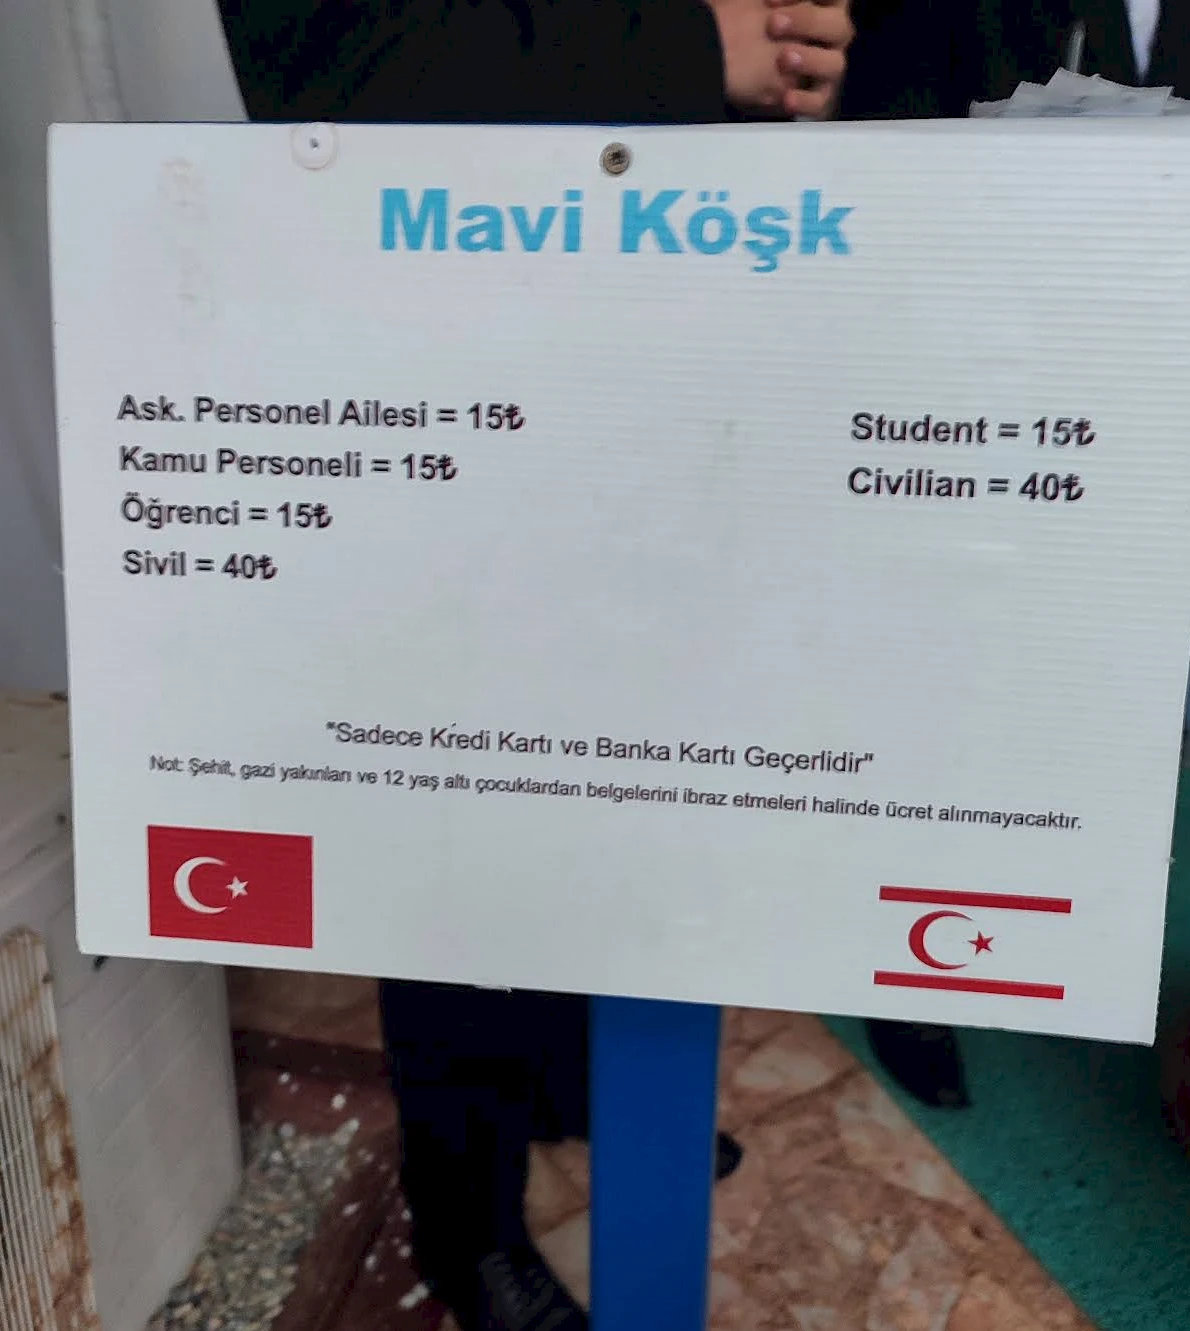 Mavi Köşk
Ask. Personel Ailesi = 15₺
Kamu Personeli = 15₺
Öğrenci = 15₺
Sivil = 40₺
Student = 15₺
Civilian = 40₺
"Sadece Kredi Kartı ve Banka Kartı Geçerlidir"
Not: Şehit, gazi yakınları ve 12 yaş altı çocuklardan belgelerini ibraz etmeleri halinde ücret alınmayacaktır.